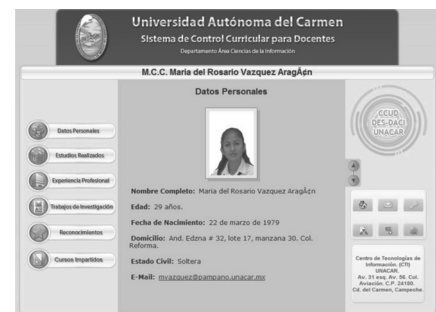 Universidad Autónoma del Carmen
Sistema de Control Curricular para Docentes
Departamento Área Ciencias de la Información
M.C.C. Maria del Rosario Vazquez AragÃ¢n
Datos Personales
Datos Personales
Estudios Realizados
Experiencia Profesional
Trabajos de Investigación
Reconocimientos
Cursos Impartidos
Nombre Completo: Maria del Rosario Vazquez AragÃ¢n
Edad: 29 años.
Fecha de Nacimiento: 22 de marzo de 1979
Domicilio: And. Edzna # 32, lote 17, manzana 30. Col.
Reforma.
Estado Civil: Soltera
E-Mail: mvazquez@pampano.unacar.mx
CCUD
DES-DACI
UNACAR
Centro de Tecnologías de
Información. (CTI)
UNACAR.
Av. 31 esq. Av. 56. Col.
Aviación. C.P. 24180.
Cd. del Carmen, Campeche.